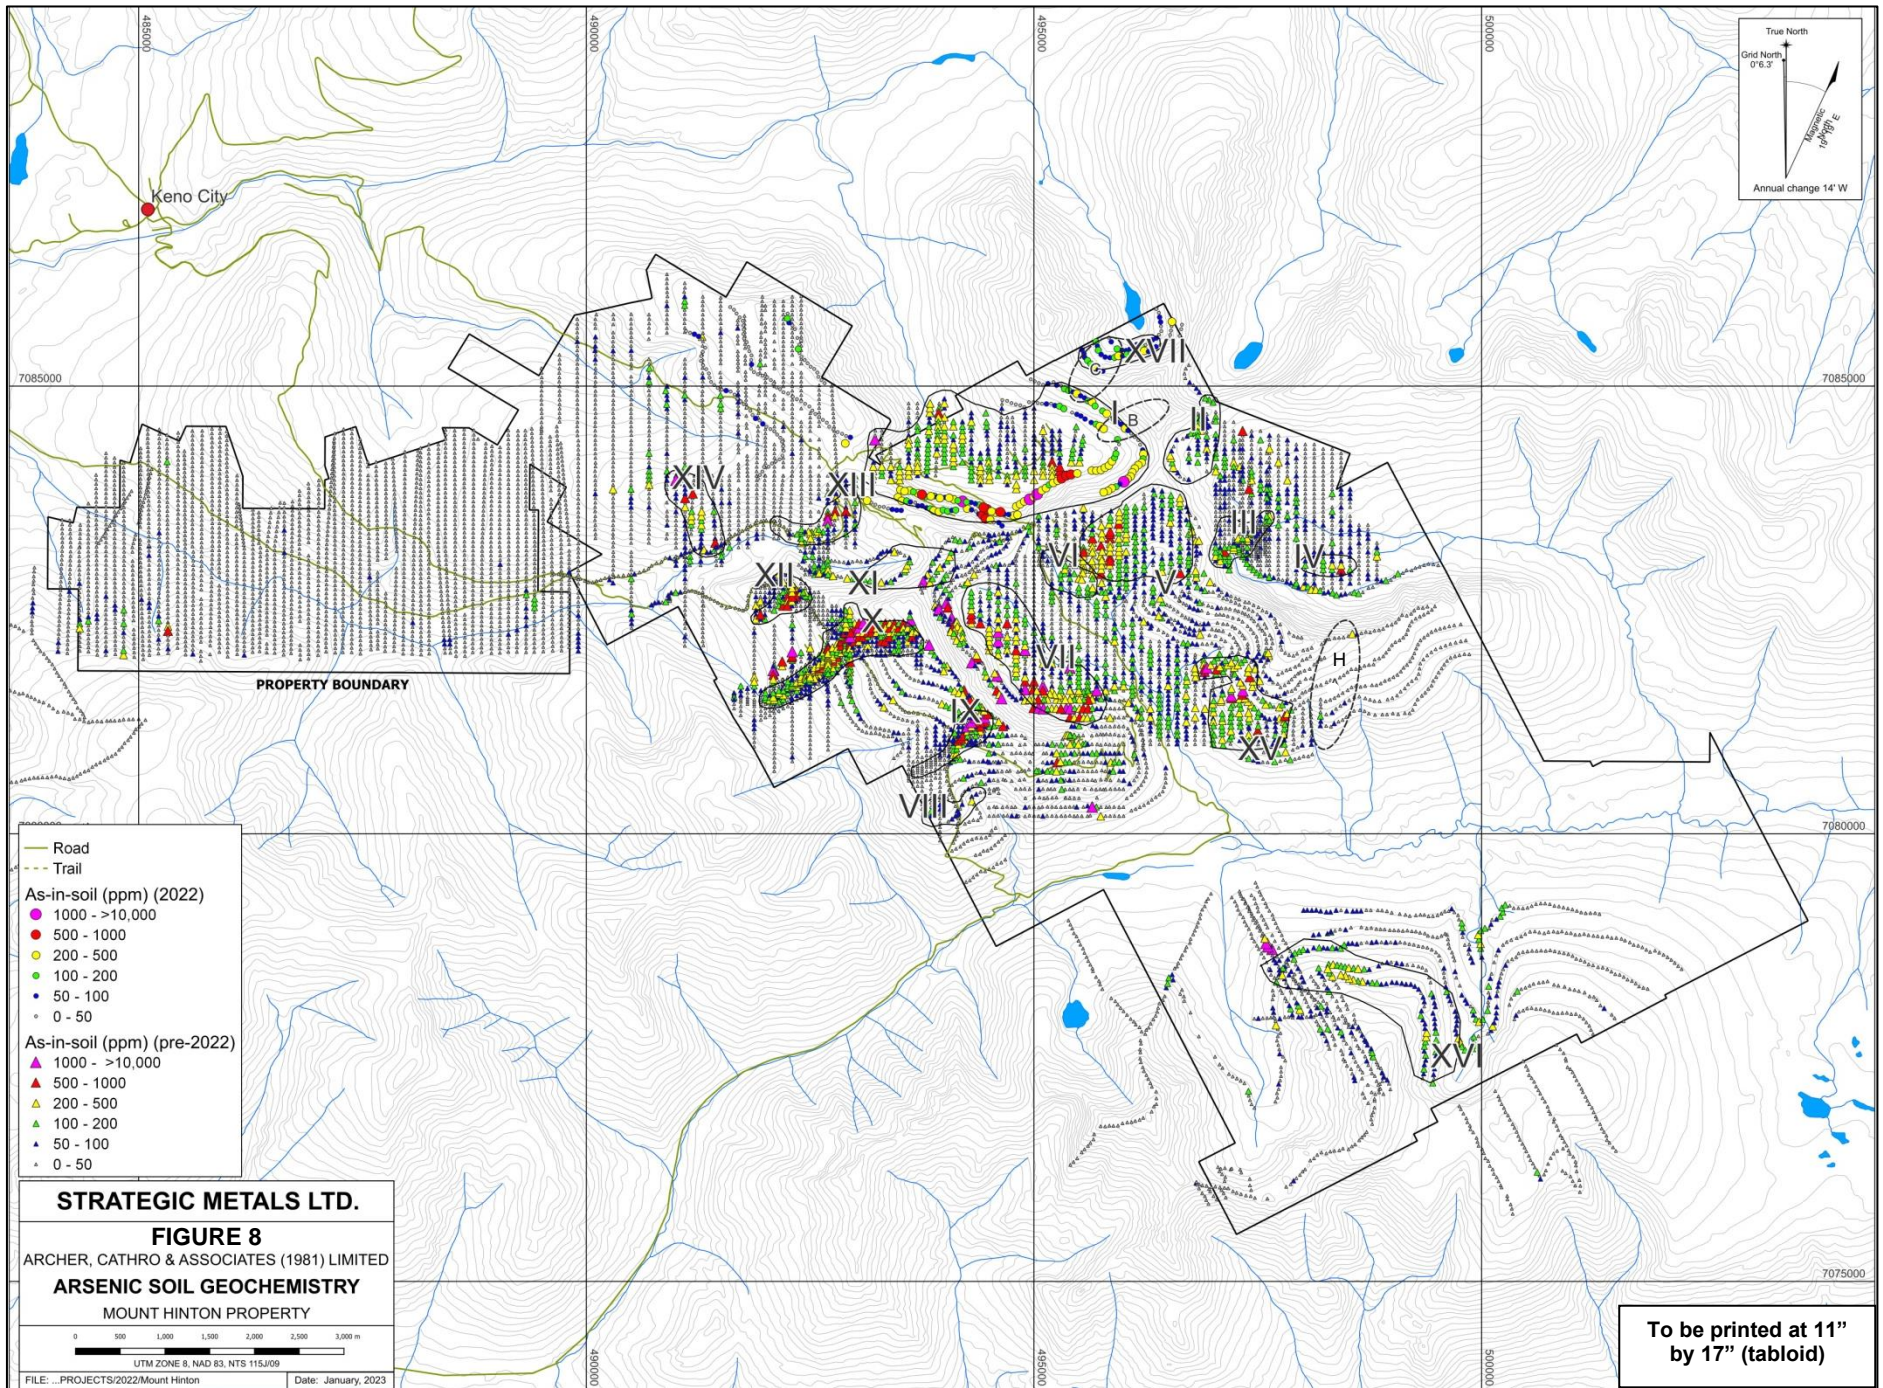 485000
490000
495000
500000
True North
Grid North
0°6.3'
Magnetic
North
19° 19' E
Annual change 14' W
Keno City
7085000
7085000
XVII
C
I
B
II
XIV
XIII
III
IV
VI
V
XII
XI
X
VII
H
IX
XV
VIII
PROPERTY BOUNDARY
7080000
XVI
Road
Trail
As-in-soil (ppm) (2022)
1000 - >10,000
500 - 1000
200 - 500
100 - 200
50 - 100
0 - 50
As-in-soil (ppm) (pre-2022)
1000 - >10,000
500 - 1000
200 - 500
100 - 200
50 - 100
0 - 50
7075000
STRATEGIC METALS LTD.
FIGURE 8
ARCHER, CATHRO & ASSOCIATES (1981) LIMITED
ARSENIC SOIL GEOCHEMISTRY
MOUNT HINTON PROPERTY
0 500 1,000 1,500 2,000 2,500 3,000 m
UTM ZONE 8, NAD 83, NTS 115J/09
FILE: ...PROJECTS/2022/Mount Hinton
Date: January, 2023
490000
495000
500000
To be printed at 11”
by 17” (tabloid)